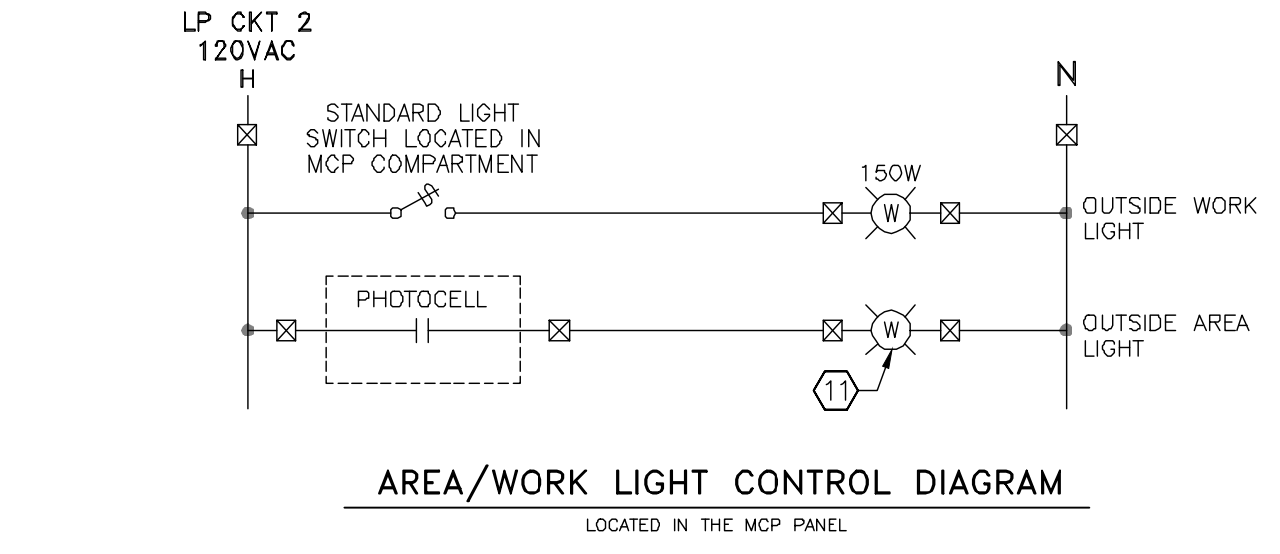 LP CKT 2
120VAC
H
N
STANDARD LIGHT
SWITCH LOCATED IN
MCP COMPARTMENT
S
150W
W
OUTSIDE WORK
LIGHT
PHOTOCELL
W
OUTSIDE AREA
LIGHT
11
AREA/WORK LIGHT CONTROL DIAGRAM
LOCATED IN THE MCP PANEL